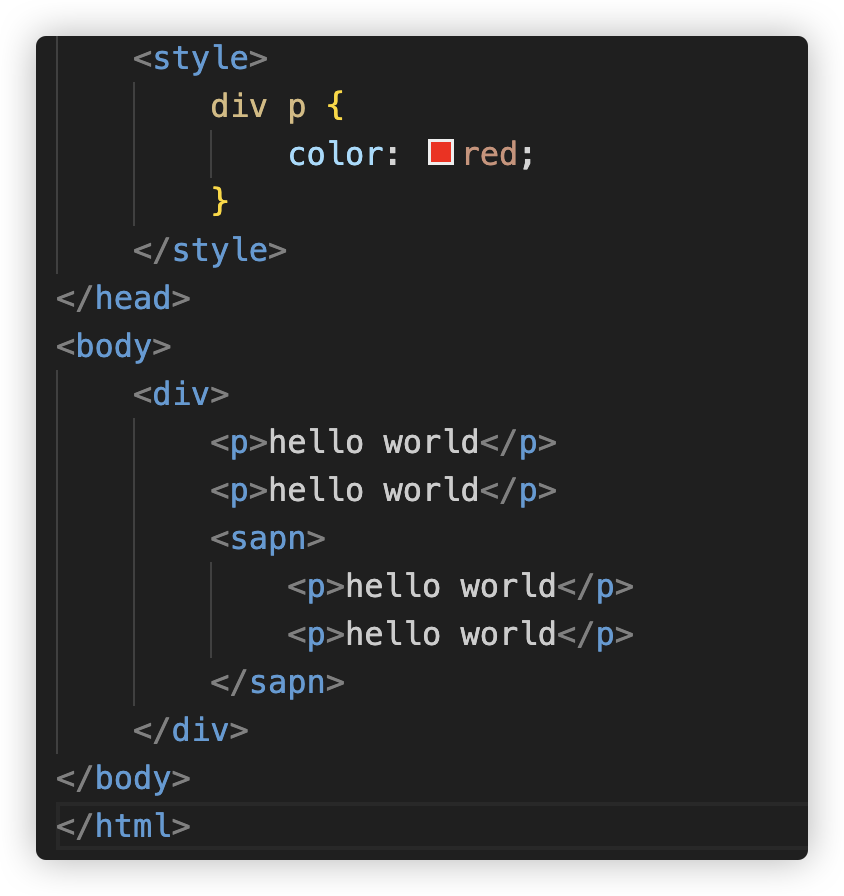 <style>
div p {
color: red;
}
</style>
</head>
<body>
<div>
<p>hello world</p>
<p>hello world</p>
<sapn>
<p>hello world</p>
<p>hello world</p>
</sapn>
</div>
</body>
</html>